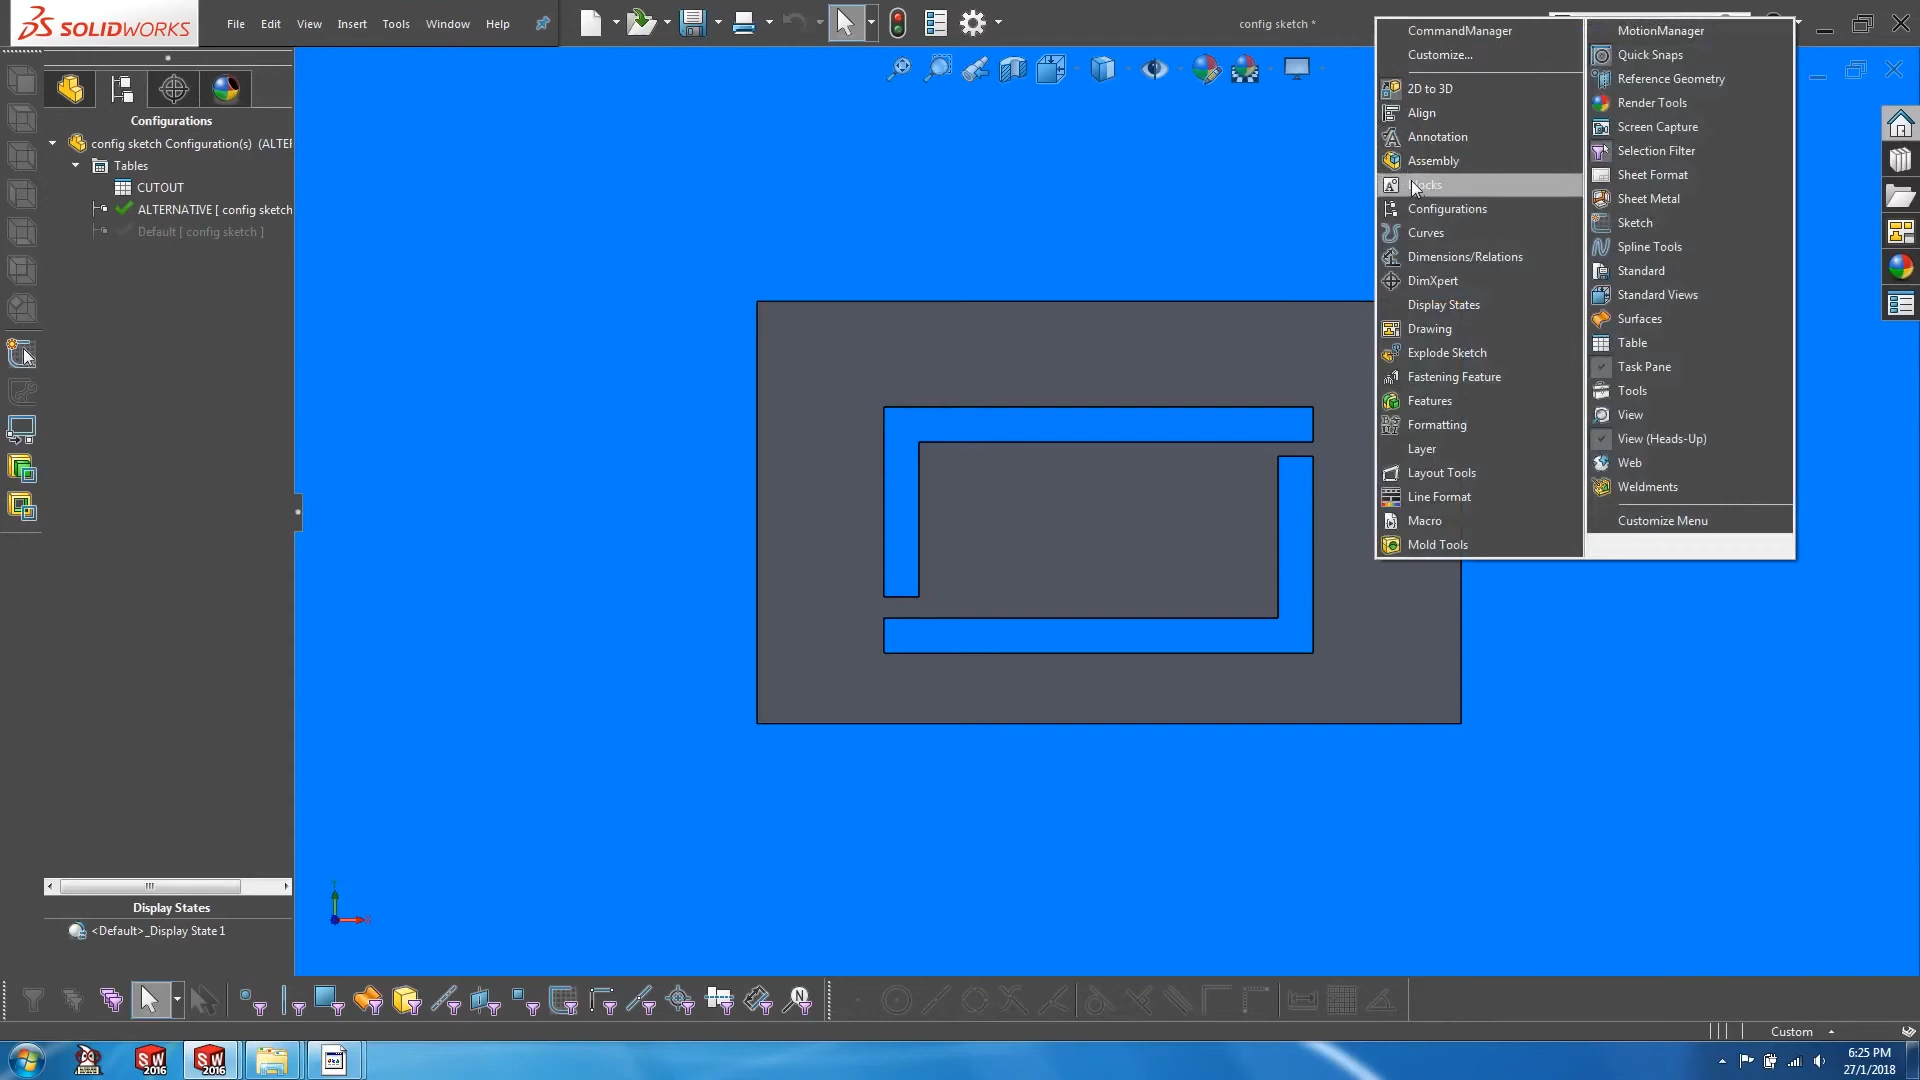 SOLIDWORKS
File Edit View Insert Tools Window Help
config sketch *
Configurations
config sketch Configuration(s) (ALTEF
Tables
CUTOUT
ALTERNATIVE [ config sketch
Default [ config sketch ]
CommandManager
Customize...
2D to 3D
Align
Annotation
Assembly
Configurations
Curves
Dimensions/Relations
DimXpert
Display States
Drawing
Explode Sketch
Fastening Feature
Features
Formatting
Layer
Layout Tools
Line Format
Macro
Mold Tools
MotionManager
Quick Snaps
Reference Geometry
Render Tools
Screen Capture
Selection Filter
Sheet Format
Sheet Metal
Sketch
Spline Tools
Standard
Standard Views
Surfaces
Table
Task Pane
Tools
View
View (Heads-Up)
Web
Weldments
Customize Menu
Display States
<Default>_Display State 1
Custom
SW
2016
SW
2016
6:25 PM
27/1/2018